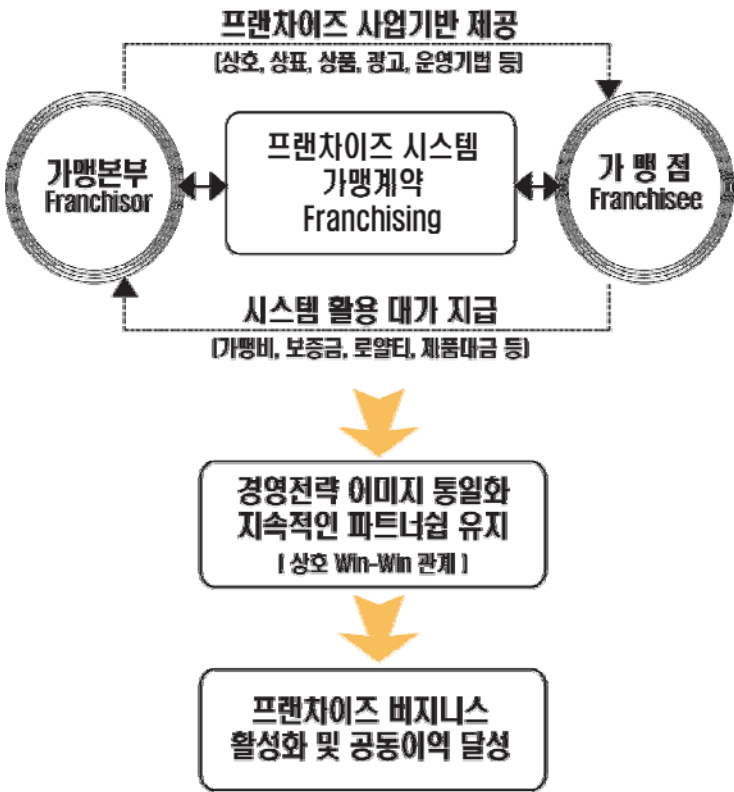 프랜차이즈 사업기반 제공
[상호, 상표, 상품, 광고, 운영기법 등]
가맹본부
Franchisor
프랜차이즈 시스템
가맹계약
Franchising
가 맹 점
Franchisee
시스템 활용 대가 지급
[가맹비, 보증금, 로얄티, 제품대금 등]
경영전략 이미지 통일화
지속적인 파트너쉽 유지
[ 상호 Win-Win 관계 ]
프랜차이즈 비지니스
활성화 및 공동이역 달성